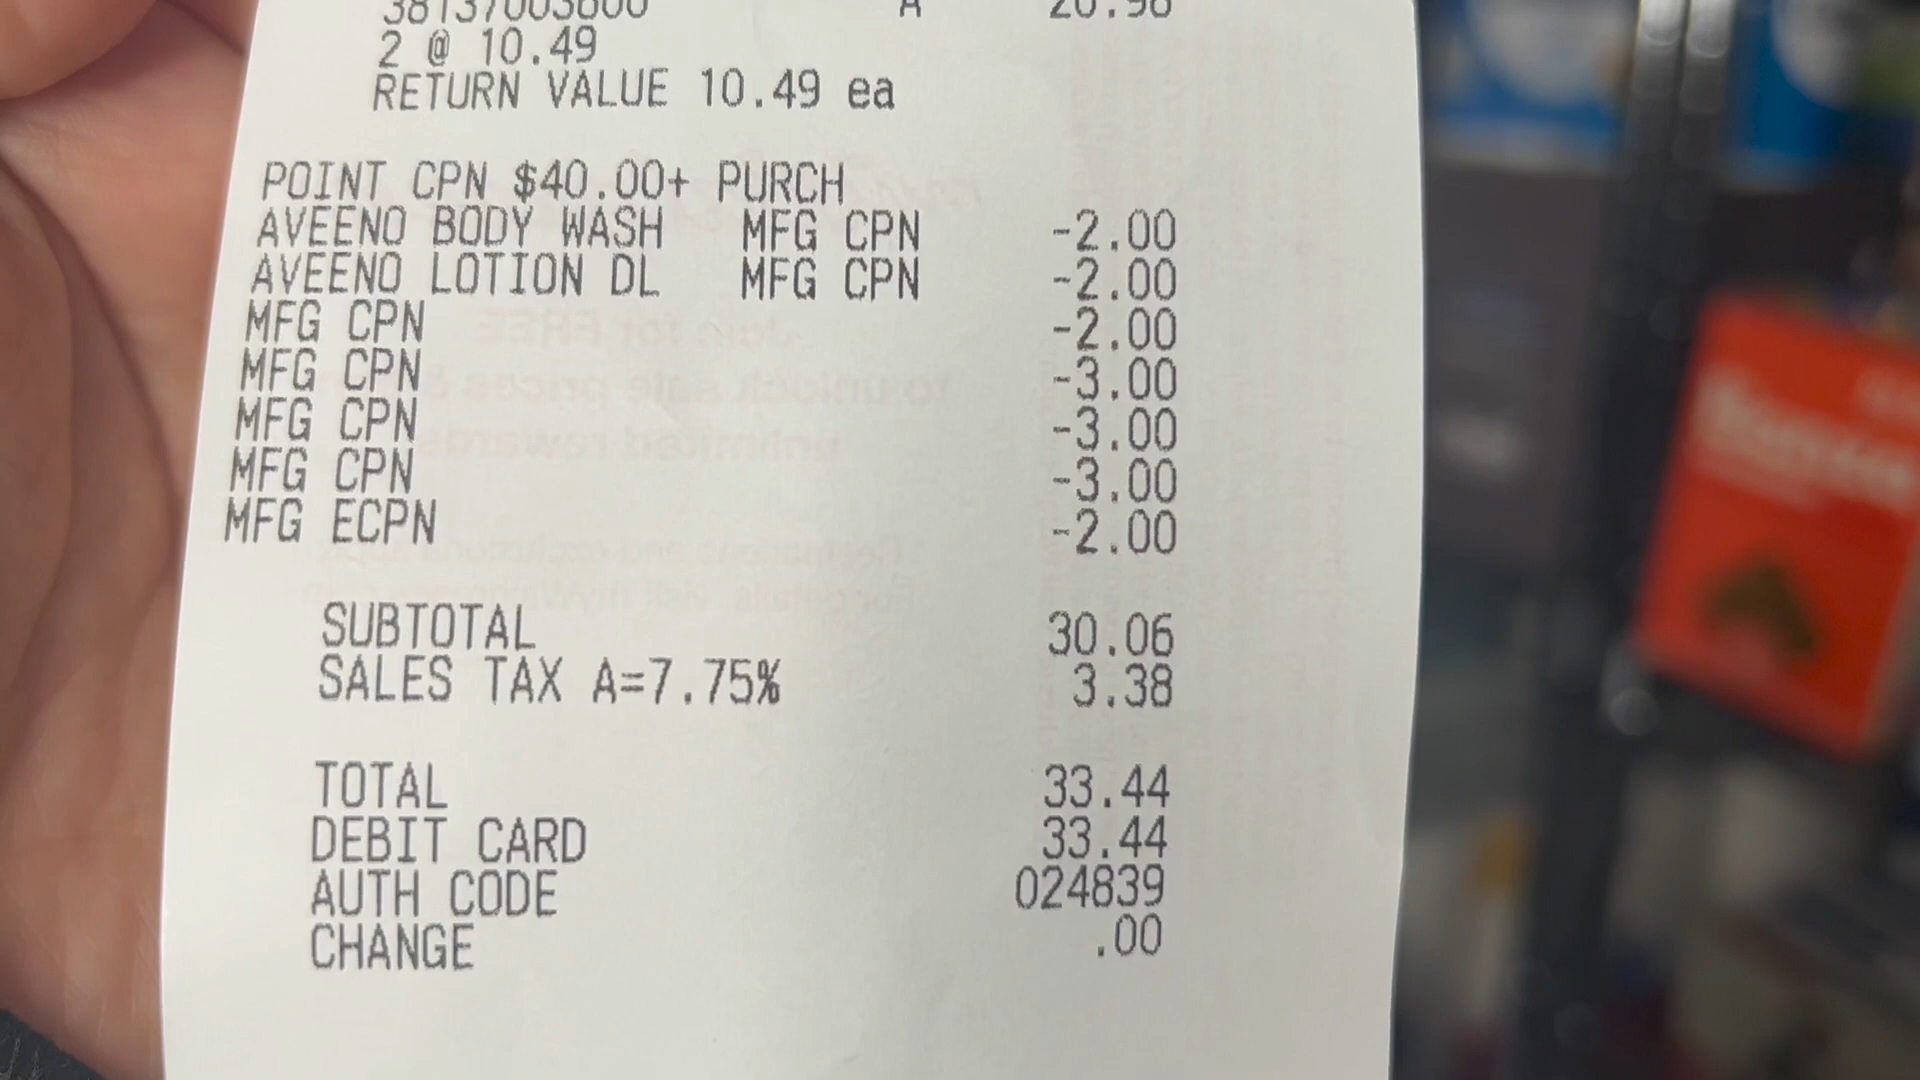 38137003600 A 20.98
2 @ 10.49
RETURN VALUE 10.49 ea
POINT CPN $40.00+ PURCH
AVEENO BODY WASH MFG CPN -2.00
AVEENO LOTION DL MFG CPN -2.00
MFG CPN -2.00
MFG CPN -3.00
MFG CPN -3.00
MFG CPN -3.00
MFG ECPN -2.00
SUBTOTAL 30.06
SALES TAX A=7.75% 3.38
TOTAL 33.44
DEBIT CARD 33.44
AUTH CODE 024839
CHANGE .00